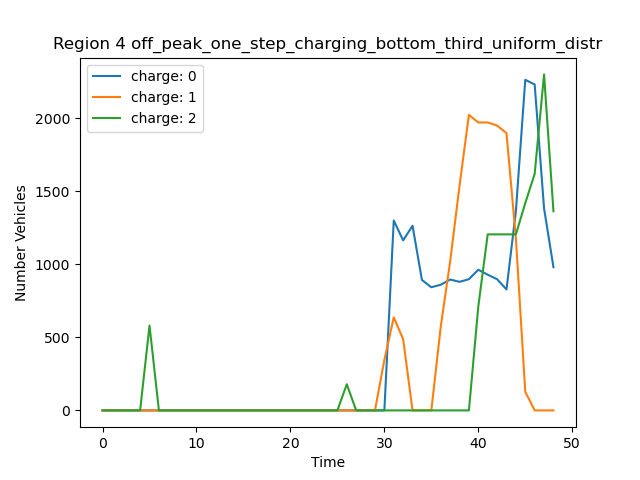 Region 4 off_peak_one_step_charging_bottom_third_uniform_distr
charge: 0
charge: 1
charge: 2
Number Vehicles
2000
1500
1000
500
0
0 10 20 30 40 50
Time